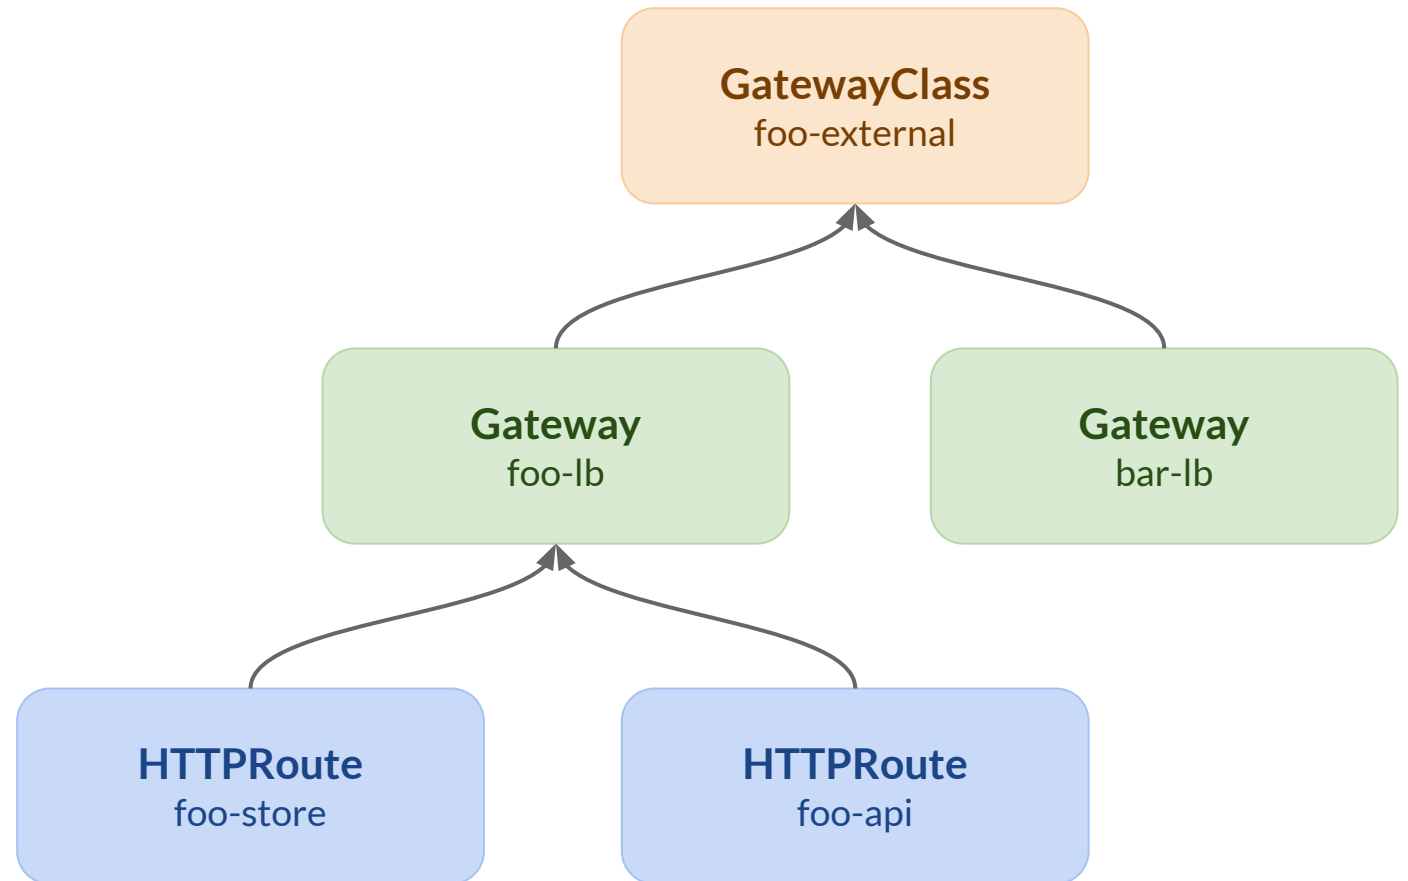 GatewayClass
foo-external
Gateway
foo-lb
Gateway
bar-lb
HTTPRoute
foo-store
HTTPRoute
foo-api